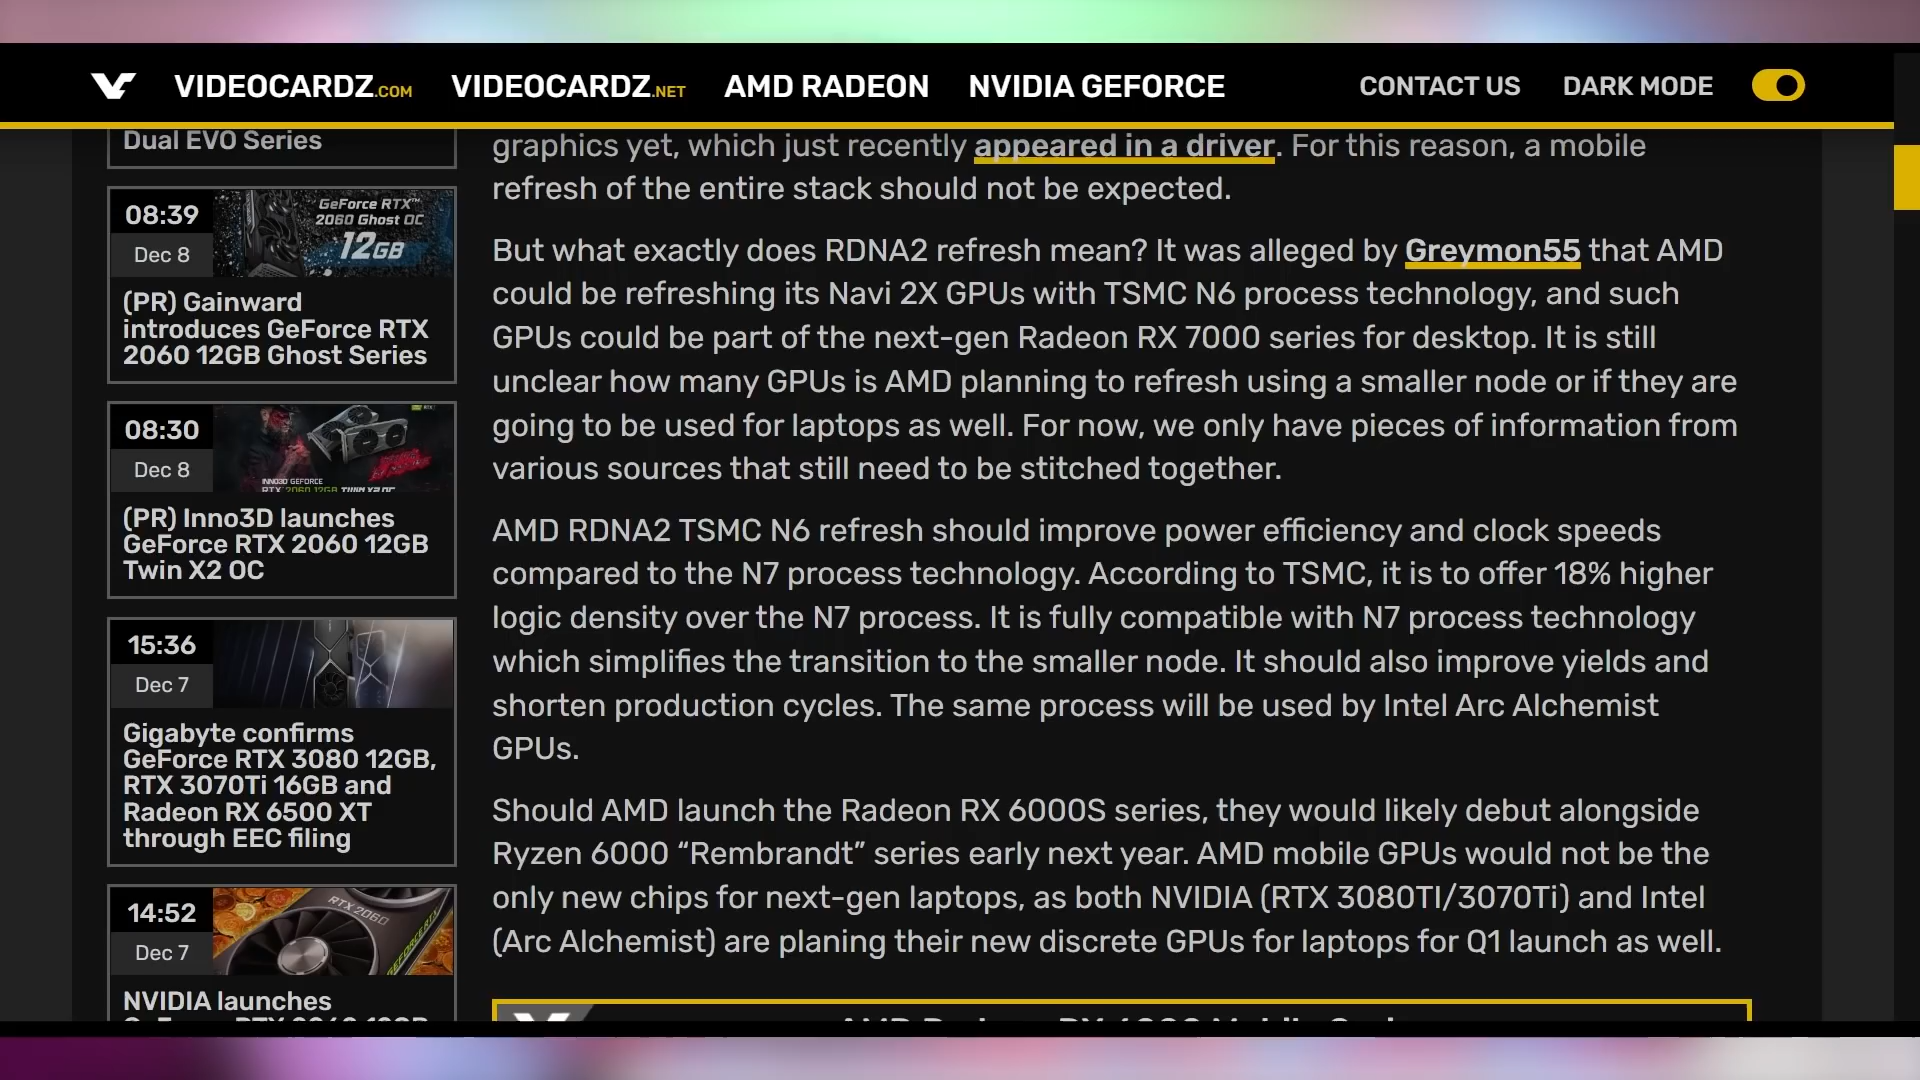 VIDEOCARDZ.COM VIDEOCARDZ.NET AMD RADEON NVIDIA GEFORCE CONTACT US DARK MODE
Dual EVO Series
08:39
Dec 8
GeForce RTX™
2060 Ghost OC
12GB
(PR) Gainward
introduces GeForce RTX
2060 12GB Ghost Series
08:30
Dec 8
INNO3D GEFORCE
RTX 2060 12GB TWIN X2 OC
(PR) Inno3D launches
GeForce RTX 2060 12GB
Twin X2 OC
15:36
Dec 7
Gigabyte confirms
GeForce RTX 3080 12GB,
RTX 3070Ti 16GB and
Radeon RX 6500 XT
through EEC filing
14:52
Dec 7
RTX 2060
GEFORCE RTX
NVIDIA launches
GeForce RTX 2060 12GB
graphics yet, which just recently appeared in a driver. For this reason, a mobile
refresh of the entire stack should not be expected.
But what exactly does RDNA2 refresh mean? It was alleged by Greymon55 that AMD
could be refreshing its Navi 2X GPUs with TSMC N6 process technology, and such
GPUs could be part of the next-gen Radeon RX 7000 series for desktop. It is still
unclear how many GPUs is AMD planning to refresh using a smaller node or if they are
going to be used for laptops as well. For now, we only have pieces of information from
various sources that still need to be stitched together.
AMD RDNA2 TSMC N6 refresh should improve power efficiency and clock speeds
compared to the N7 process technology. According to TSMC, it is to offer 18% higher
logic density over the N7 process. It is fully compatible with N7 process technology
which simplifies the transition to the smaller node. It should also improve yields and
shorten production cycles. The same process will be used by Intel Arc Alchemist
GPUs.
Should AMD launch the Radeon RX 6000S series, they would likely debut alongside
Ryzen 6000 “Rembrandt” series early next year. AMD mobile GPUs would not be the
only new chips for next-gen laptops, as both NVIDIA (RTX 3080TI/3070Ti) and Intel
(Arc Alchemist) are planing their new discrete GPUs for laptops for Q1 launch as well.